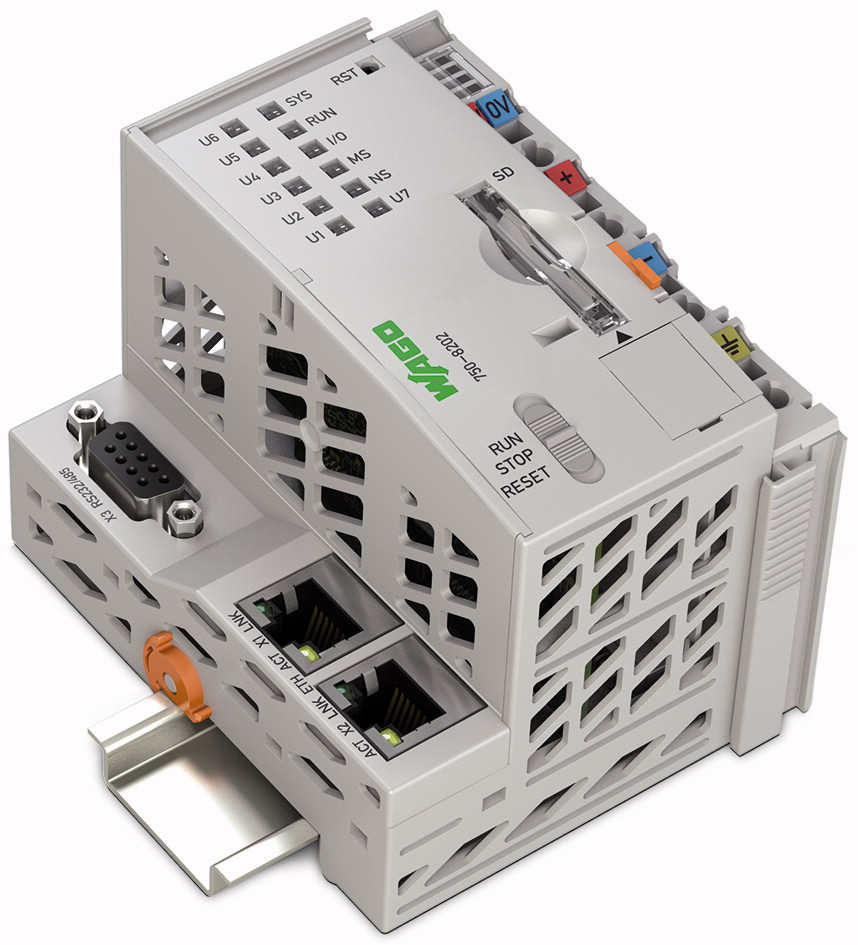 RST
SYS
RUN
I/O
MS
NS
U7
U6
U5
U4
U3
U2
U1
0V
+
-
SD
WAGO
750-8202
RUN
STOP
RESET
X3 RS232/485
ACT X2 LNK ETH ACT X1 LNK